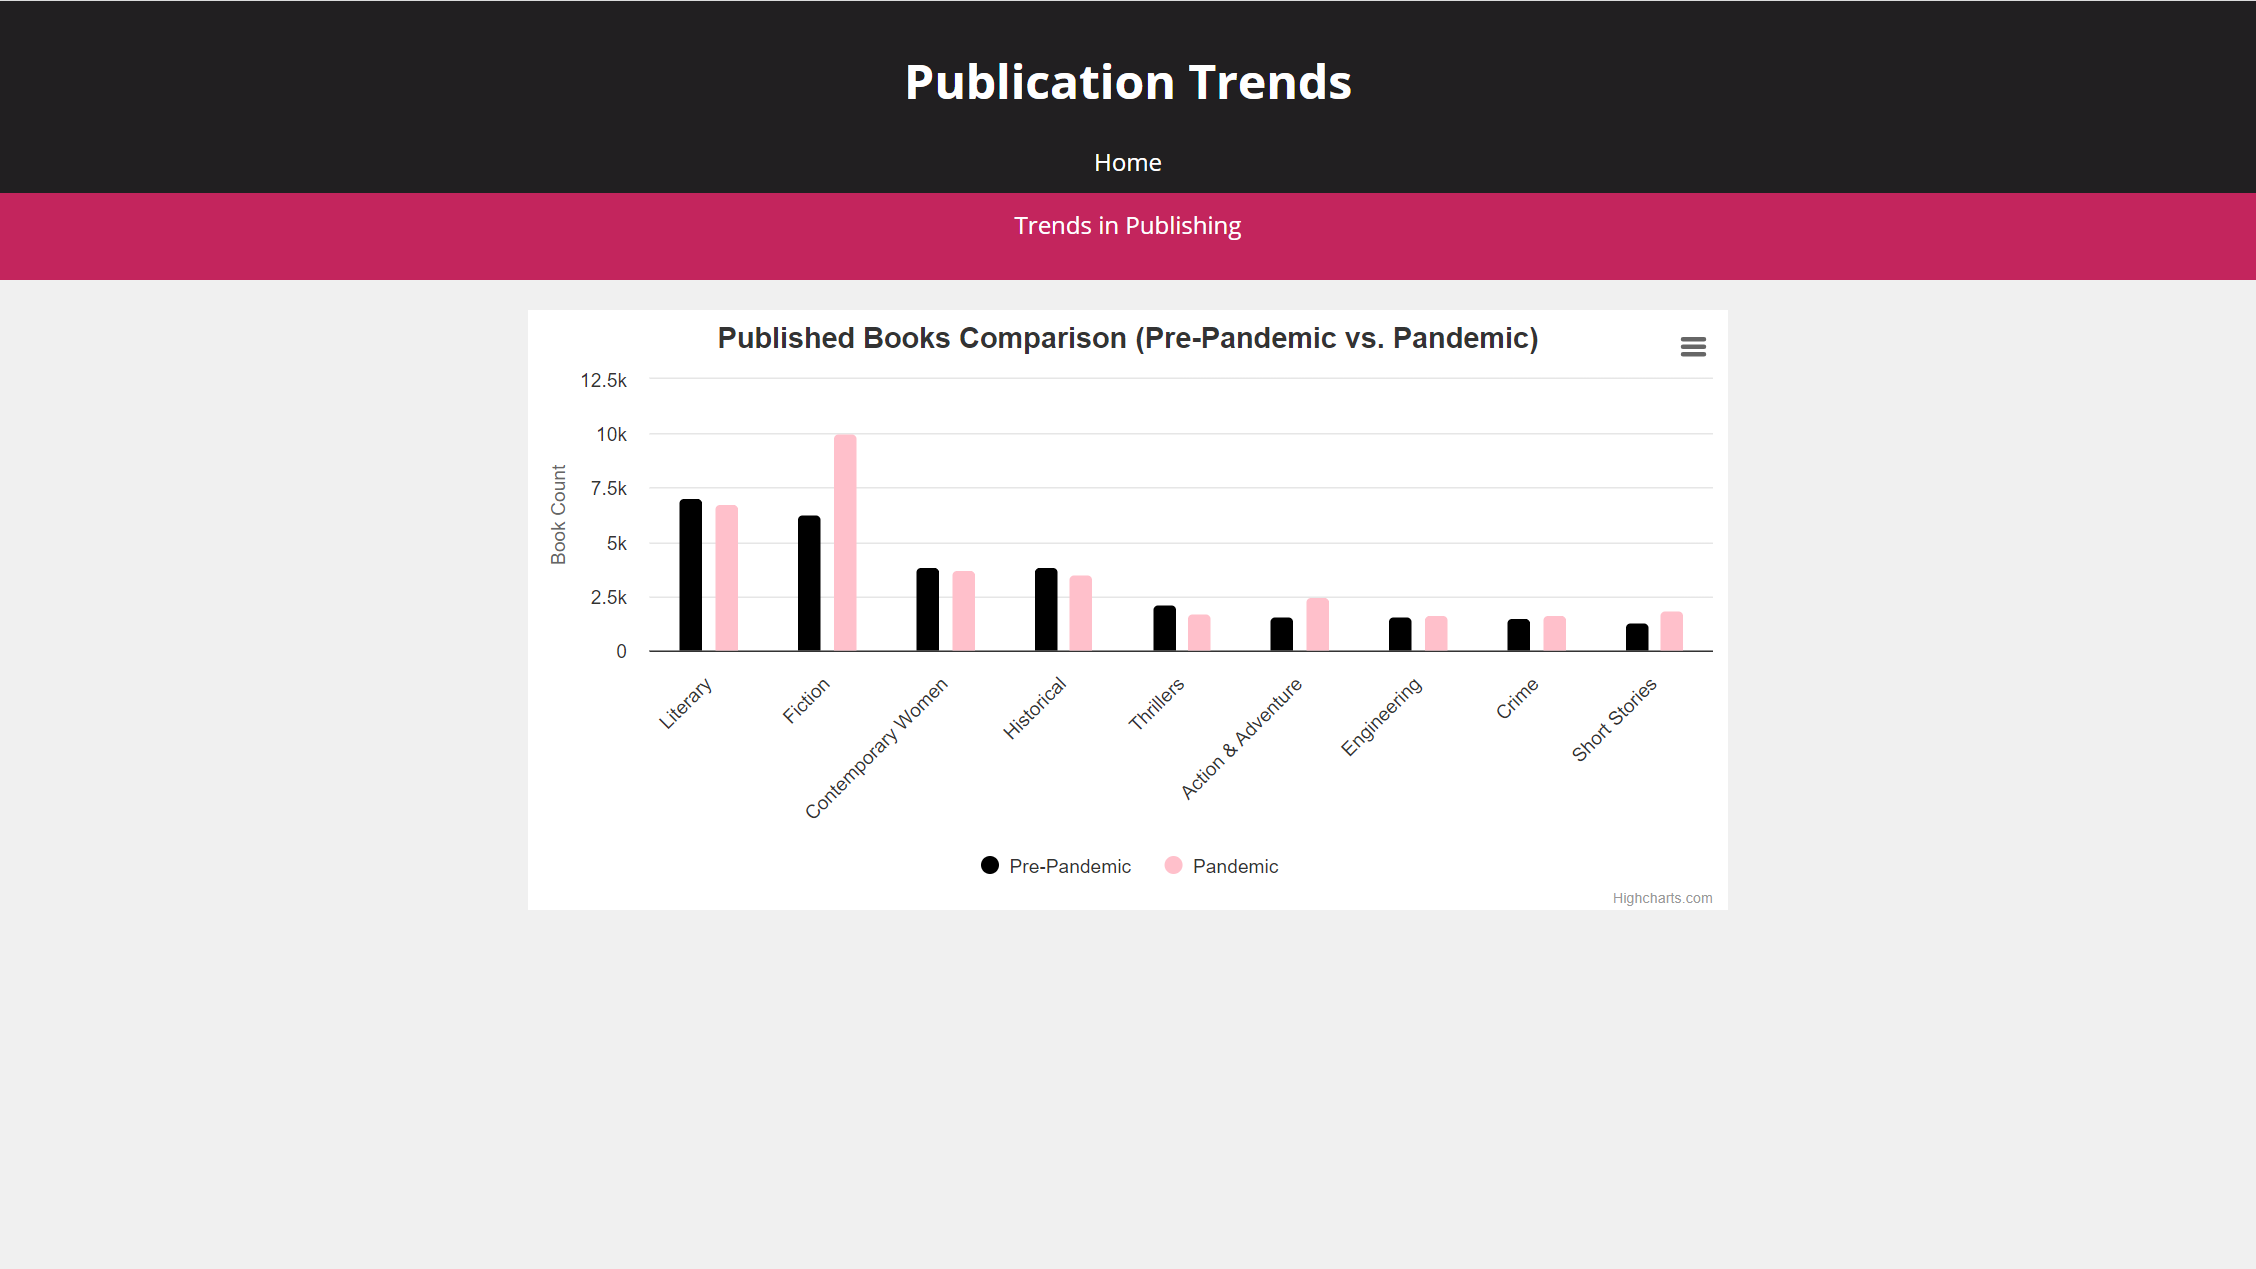 Publication Trends
Home
Trends in Publishing
Published Books Comparison (Pre-Pandemic vs. Pandemic)
Book Count
12.5k
10k
7.5k
5k
2.5k
0
Literary
Fiction
Contemporary Women
Historical
Thrillers
Action & Adventure
Engineering
Crime
Short Stories
Pre-Pandemic
Pandemic
Highcharts.com